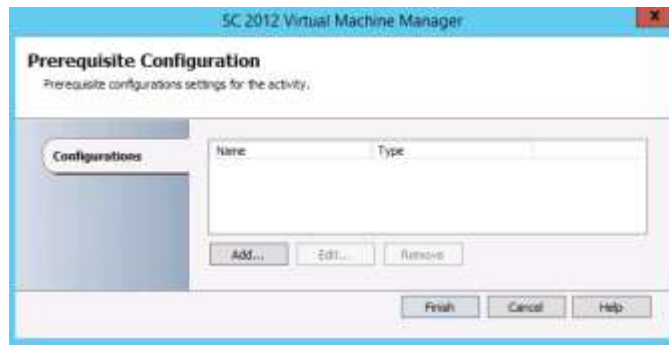 SC 2012 Virtual Machine Manager
x
Prerequisite Configuration
Prerequisite configurations settings for the activity.
Configurations
Name Type
Add... Edit... Remove
Finish Cancel Help